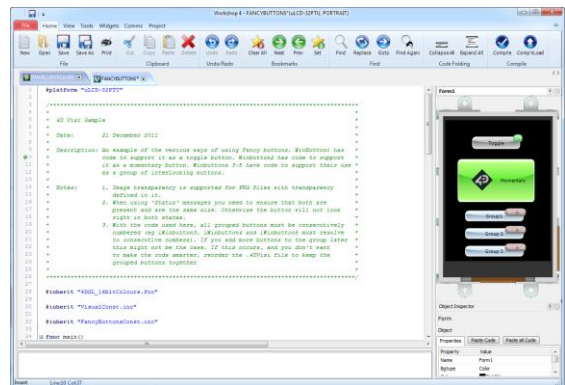 Workshop 4 - FANCYBUTTONS*(uLCD-32PTU, PORTRAIT)
File Home View Tools Widgets Comms Project
New Open Save Save As Print Cut Copy Paste Delete Undo Redo Clear All Next Prev Set Find Replace Goto Find Again Collapse All Expand All Compile Comp'nLoad
File Clipboard Undo/Redo Bookmarks Find Code Folding Compile
FANCYBUTTONS* x
#platform "uLCD-32PTU"
4D Visi Sample
* Date: 21 December 2011
* Description: An example of the various ways of using Fancy buttons. WinButton1 has
* code to support it as a toggle button. Winbutton2 has code to support
* it as a momentary button. Winbuttons 3-5 have code to support their use
* as a group of interlocking buttons.
* Notes: 1. Image transparency is supported for PNG files with transparency
* defined in it.
* 2. When using 'Status' messages you need to ensure that both are
* present and are the same size. Otherwise the button will not look
* right in both states.
* 3. With the code used here, all grouped buttons must be consecutively
* numbered (eg iWinbutton3, iWinbutton4 and iWinbutton5 must resolve
* to consecutive numbers). If you add more buttons to the group later
* this might not be the case. If this occurs, and you don't want
* to make the code smarter, reorder the .4DVisi file to keep the
* grouped buttons together
#inherit "4DGL_16bitColours.fnc"
#inherit "VisualConst.inc"
#inherit "FancyButtonsConst.inc"
func main()
Form1
Toggle
Momentary
Group1
Group 2
Group 3
Object Inspector
Form
Object
Properties Paste Code Paste all Code
Property Value
Name Form1
Bgtype Color
Insert Line:10 Col:37